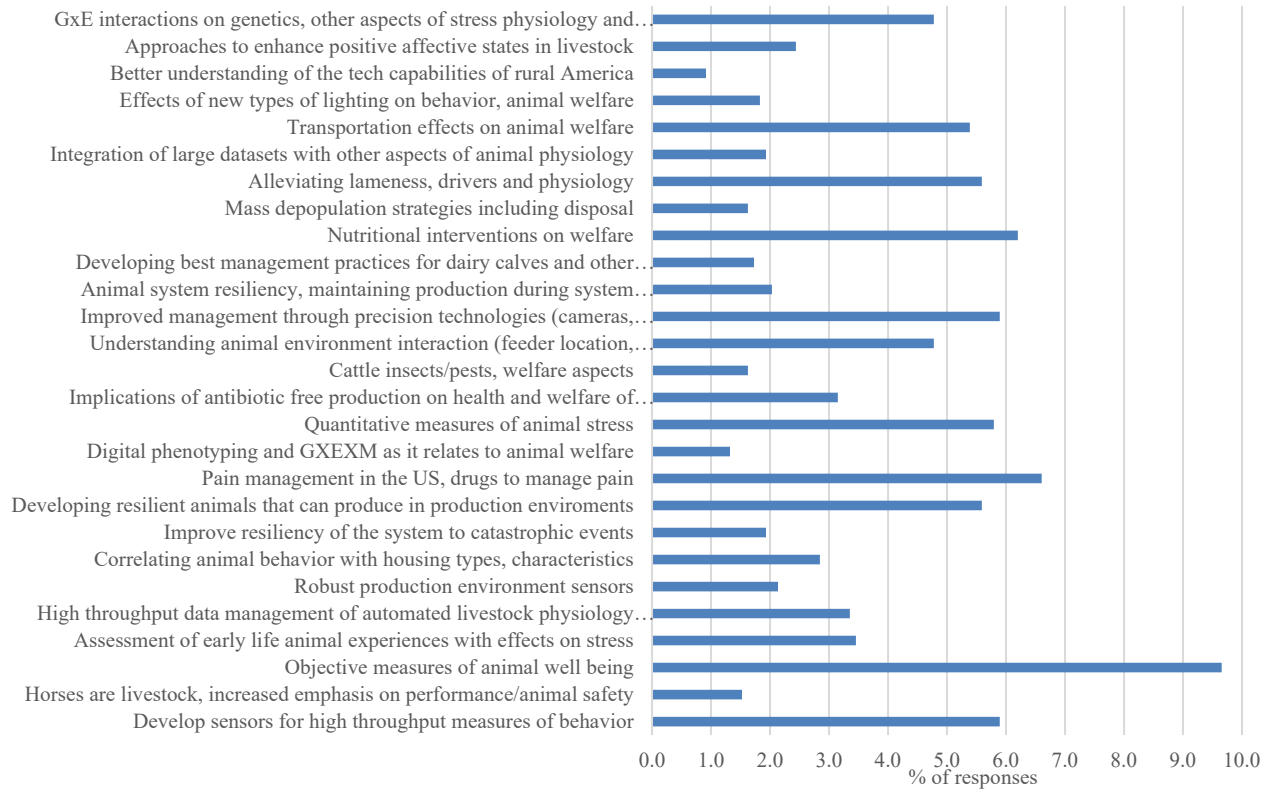 GxE interactions on genetics, other aspects of stress physiology and…
Approaches to enhance positive affective states in livestock
Better understanding of the tech capabilities of rural America
Effects of new types of lighting on behavior, animal welfare
Transportation effects on animal welfare
Integration of large datasets with other aspects of animal physiology
Alleviating lameness, drivers and physiology
Mass depopulation strategies including disposal
Nutritional interventions on welfare
Developing best management practices for dairy calves and other…
Animal system resiliency, maintaining production during system…
Improved management through precision technologies (cameras,…
Understanding animal environment interaction (feeder location,…
Cattle insects/pests, welfare aspects
Implications of antibiotic free production on health and welfare of…
Quantitative measures of animal stress
Digital phenotyping and GXEXM as it relates to animal welfare
Pain management in the US, drugs to manage pain
Developing resilient animals that can produce in production enviroments
Improve resiliency of the system to catastrophic events
Correlating animal behavior with housing types, characteristics
Robust production environment sensors
High throughput data management of automated livestock physiology…
Assessment of early life animal experiences with effects on stress
Objective measures of animal well being
Horses are livestock, increased emphasis on performance/animal safety
Develop sensors for high throughput measures of behavior
0.0 1.0 2.0 3.0 4.0 5.0 6.0 7.0 8.0 9.0 10.0
% of responses